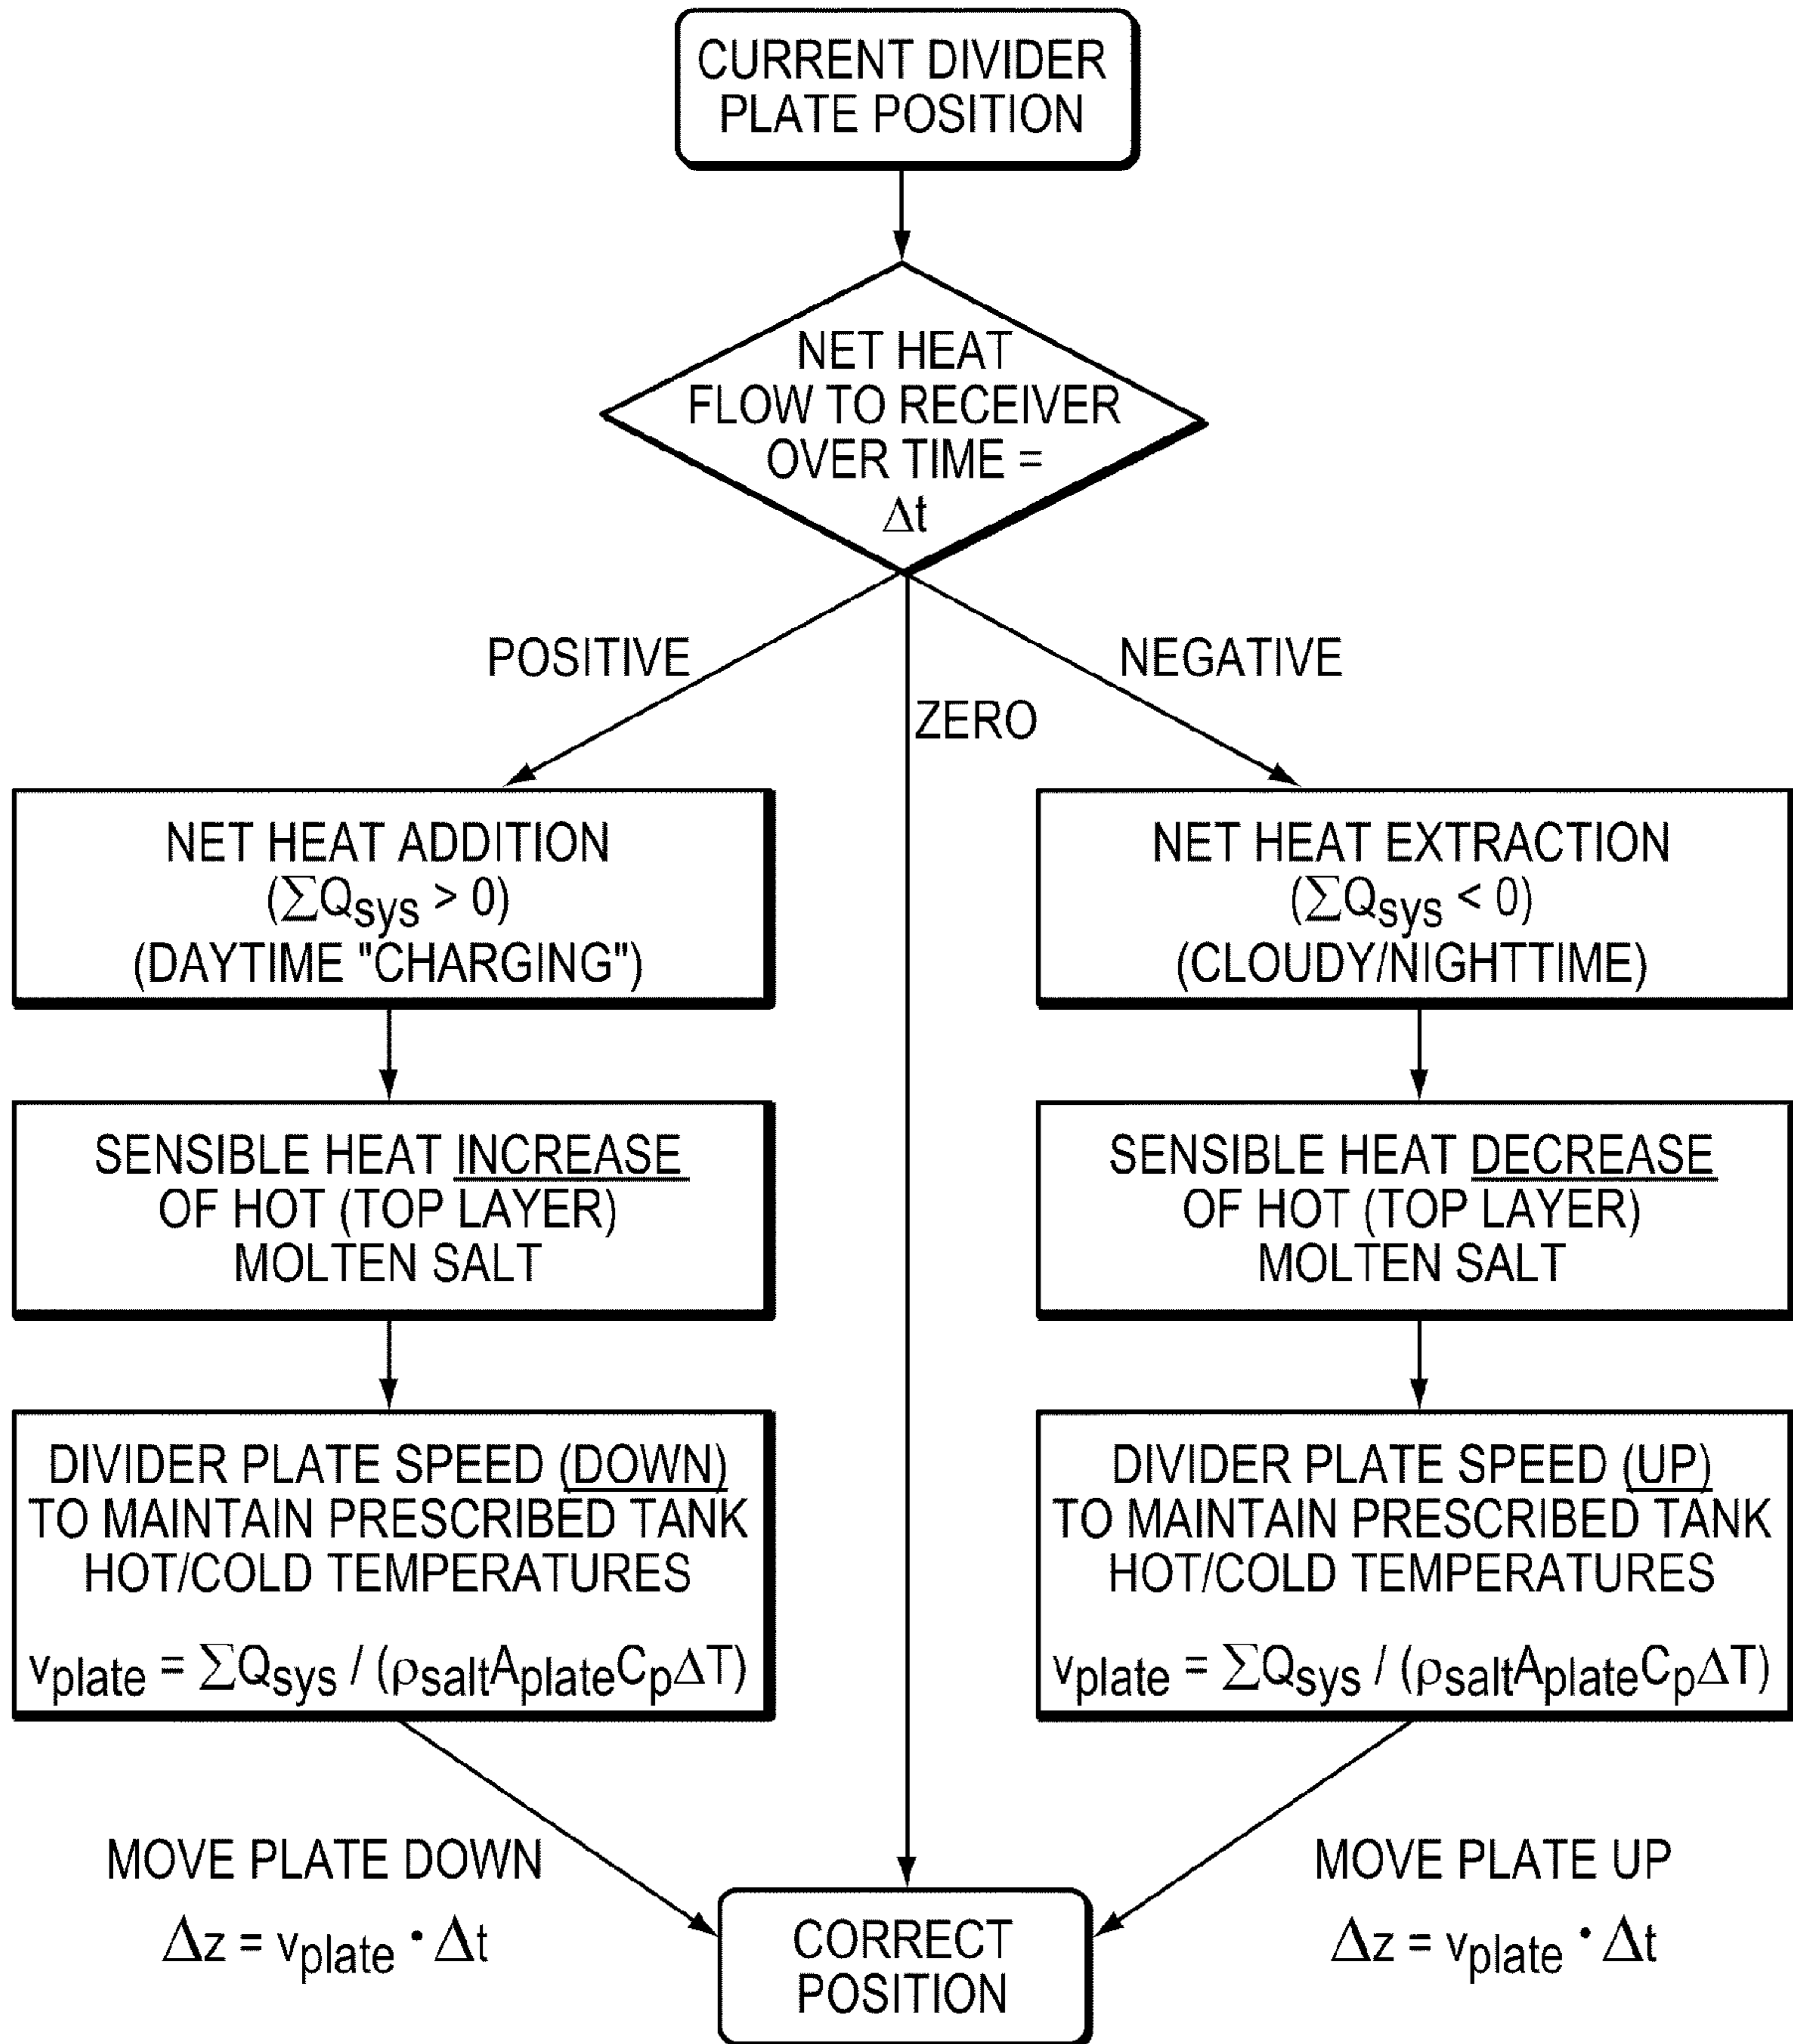 CURRENT DIVIDER
PLATE POSITION
NET HEAT
FLOW TO RECEIVER
OVER TIME =
Δt
POSITIVE
ZERO
NEGATIVE
NET HEAT ADDITION
(∑Qsys > 0)
(DAYTIME "CHARGING")
SENSIBLE HEAT INCREASE
OF HOT (TOP LAYER)
MOLTEN SALT
DIVIDER PLATE SPEED (DOWN)
TO MAINTAIN PRESCRIBED TANK
HOT/COLD TEMPERATURES
vplate = ∑Qsys / (ρsaltAplateCpΔT)
MOVE PLATE DOWN
Δz = vplate • Δt
NET HEAT EXTRACTION
(∑Qsys < 0)
(CLOUDY/NIGHTTIME)
SENSIBLE HEAT DECREASE
OF HOT (TOP LAYER)
MOLTEN SALT
DIVIDER PLATE SPEED (UP)
TO MAINTAIN PRESCRIBED TANK
HOT/COLD TEMPERATURES
vplate = ∑Qsys / (ρsaltAplateCpΔT)
MOVE PLATE UP
Δz = vplate • Δt
CORRECT
POSITION